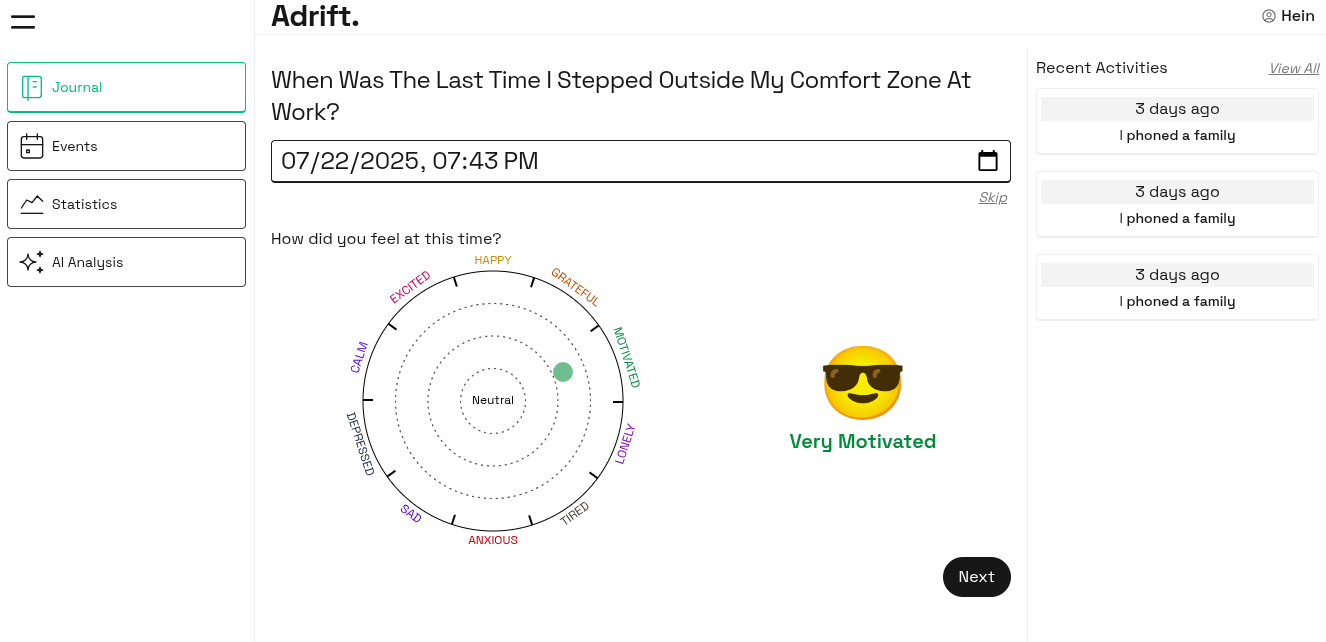 Adrift.
Hein
Journal
Events
Statistics
AI Analysis
When Was The Last Time I Stepped Outside My Comfort Zone At
Work?
07/22/2025, 07:43 PM
Skip
How did you feel at this time?
HAPPY
GRATEFUL
MOTIVATED
LONELY
TIRED
ANXIOUS
SAD
DEPRESSED
CALM
EXCITED
Neutral
Very Motivated
Next
Recent Activities
View All
3 days ago
I phoned a family
3 days ago
I phoned a family
3 days ago
I phoned a family